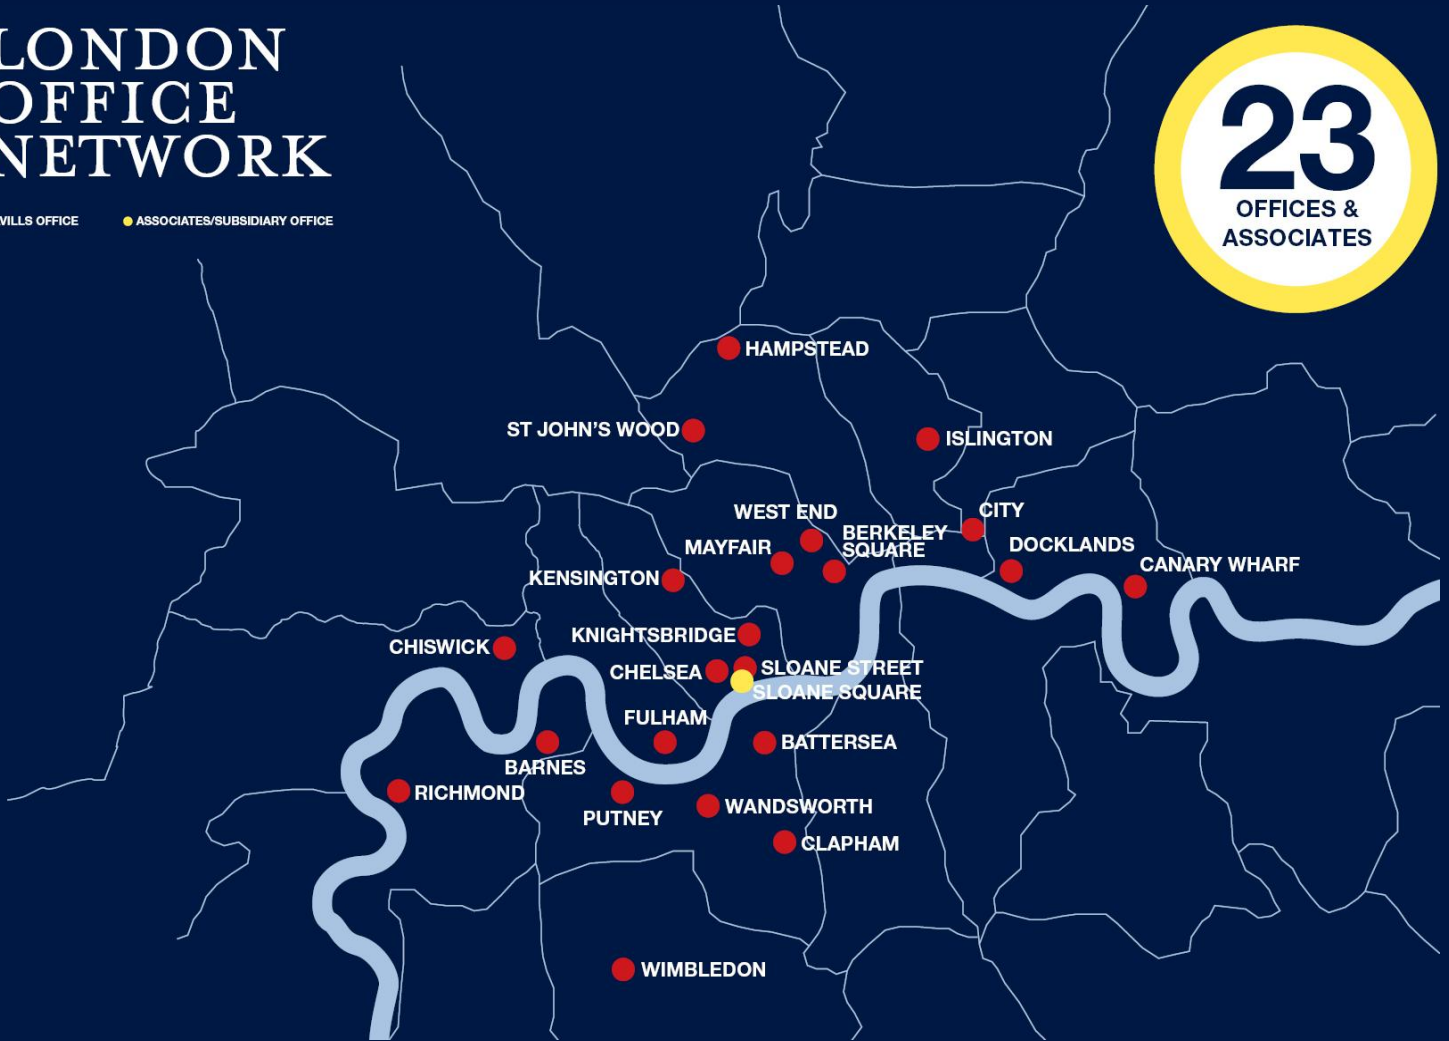 LONDON
OFFICE
NETWORK
VILLS OFFICE
ASSOCIATES/SUBSIDIARY OFFICE
23
OFFICES &
ASSOCIATES
HAMPSTEAD
ST JOHN’S WOOD
ISLINGTON
WEST END
CITY
BERKELEY
SQUARE
MAYFAIR
DOCKLANDS
CANARY WHARF
KENSINGTON
KNIGHTSBRIDGE
CHISWICK
CHELSEA
SLOANE STREET
SLOANE SQUARE
FULHAM
BATTERSEA
BARNES
RICHMOND
PUTNEY
WANDSWORTH
CLAPHAM
WIMBLEDON